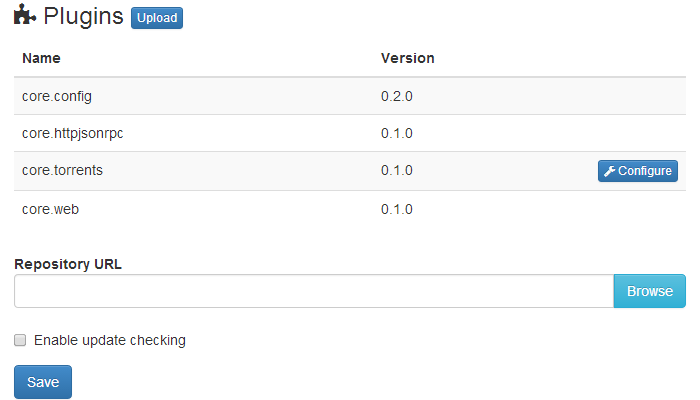 Plugins Upload
Name Version
core.config 0.2.0
core.httpjsonrpc 0.1.0
core.torrents 0.1.0 Configure
core.web 0.1.0
Repository URL
Browse
Enable update checking
Save